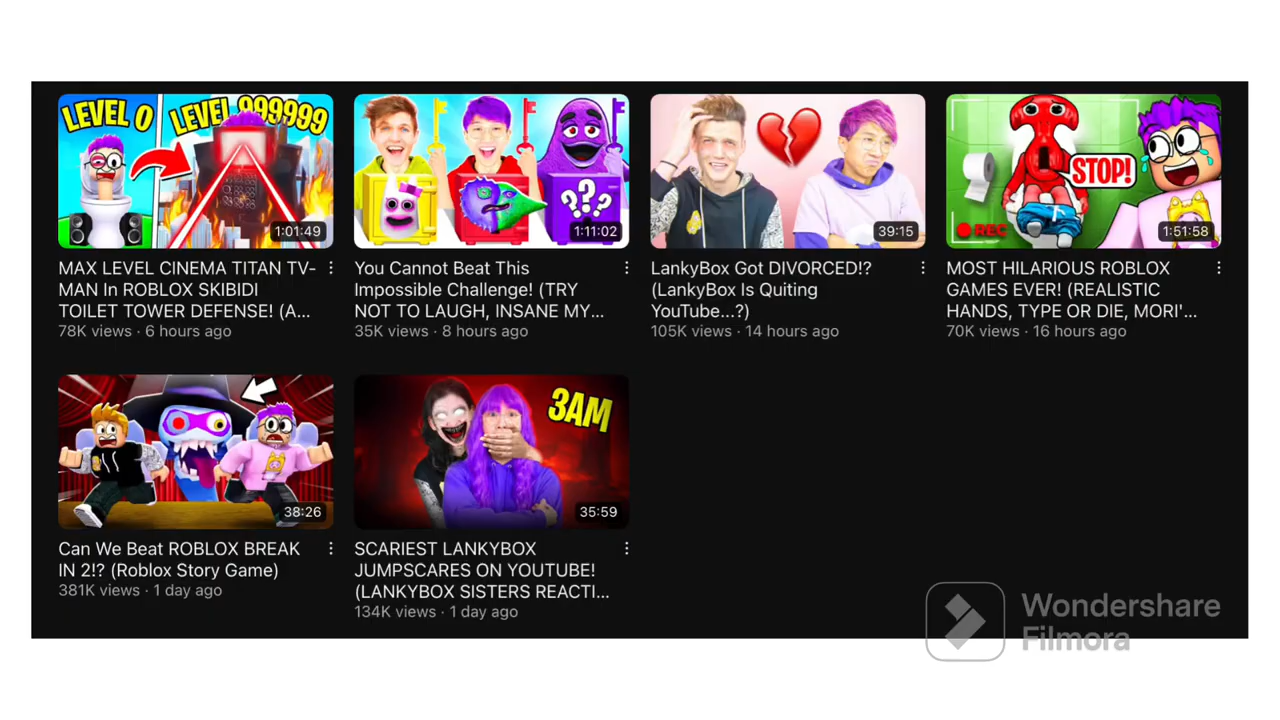 LEVEL 0
LEVEL 999999
1:01:49
???
1:11:02
39:15
STOP!
REC
1:51:58
MAX LEVEL CINEMA TITAN TV-
MAN In ROBLOX SKIBIDI
TOILET TOWER DEFENSE! (A...
78K views · 6 hours ago
You Cannot Beat This
Impossible Challenge! (TRY
NOT TO LAUGH, INSANE MY...
35K views · 8 hours ago
LankyBox Got DIVORCED!?
(LankyBox Is Quiting
YouTube...?)
105K views · 14 hours ago
MOST HILARIOUS ROBLOX
GAMES EVER! (REALISTIC
HANDS, TYPE OR DIE, MORI'...
70K views · 16 hours ago
38:26
3AM
35:59
Can We Beat ROBLOX BREAK
IN 2!? (Roblox Story Game)
381K views · 1 day ago
SCARIEST LANKYBOX
JUMPSCARES ON YOUTUBE!
(LANKYBOX SISTERS REACTI...
134K views · 1 day ago
Wondershare
Filmora